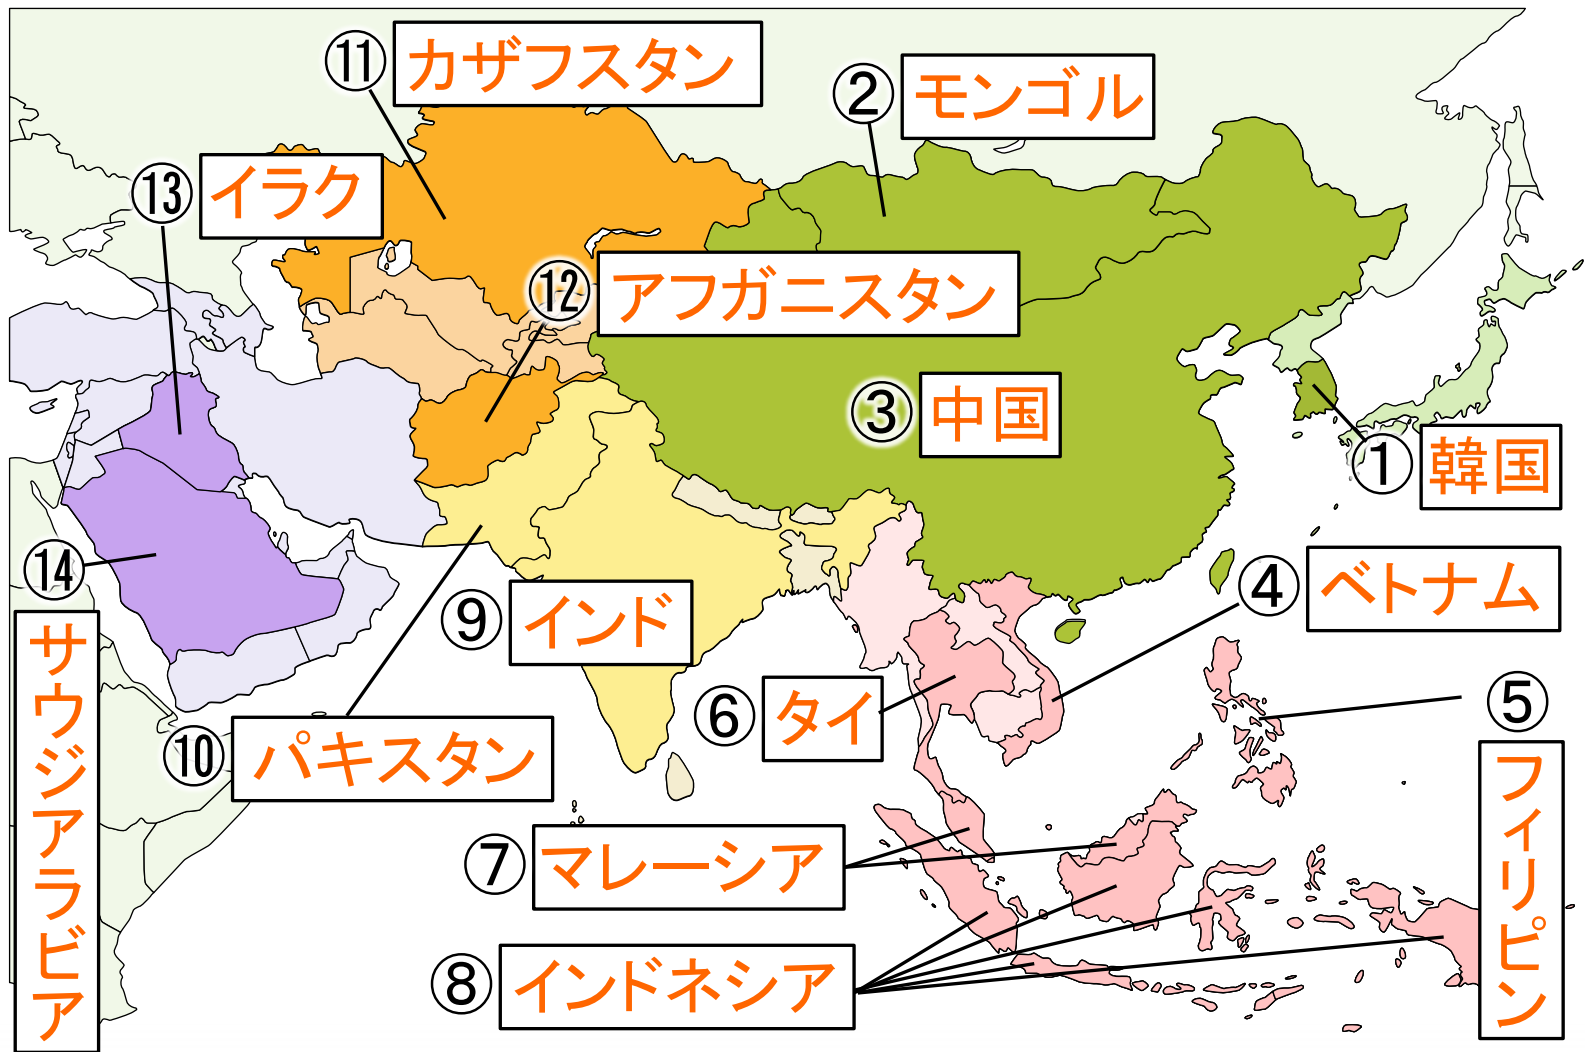 ⑪ カザフスタン
② モンゴル
⑬ イラク
⑫ アフガニスタン
③ 中国
① 韓国
⑭ サウジアラビア
④ ベトナム
⑨ インド
⑥ タイ
⑤ フィリピン
⑩ パキスタン
⑦ マレーシア
⑧ インドネシア